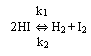 k₁
2HI ⇔ H₂ + I₂
k₂